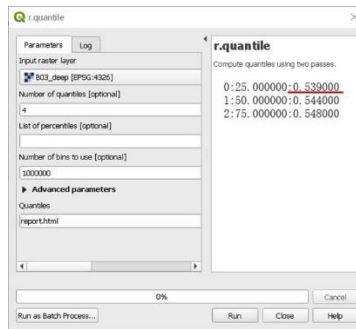 r.quantile
Parameters
Log
Input raster layer
B03_deep [EPSG:4326]
Number of quantiles [optional]
4
List of percentiles [optional]
Number of bins to use [optional]
1000000
Advanced parameters
Quantiles
report.html
r.quantile
Compute quantiles using two passes.
0:25.000000:0.539000
1:50.000000:0.544000
2:75.000000:0.548000
0%
Cancel
Run as Batch Process...
Run
Close
Help